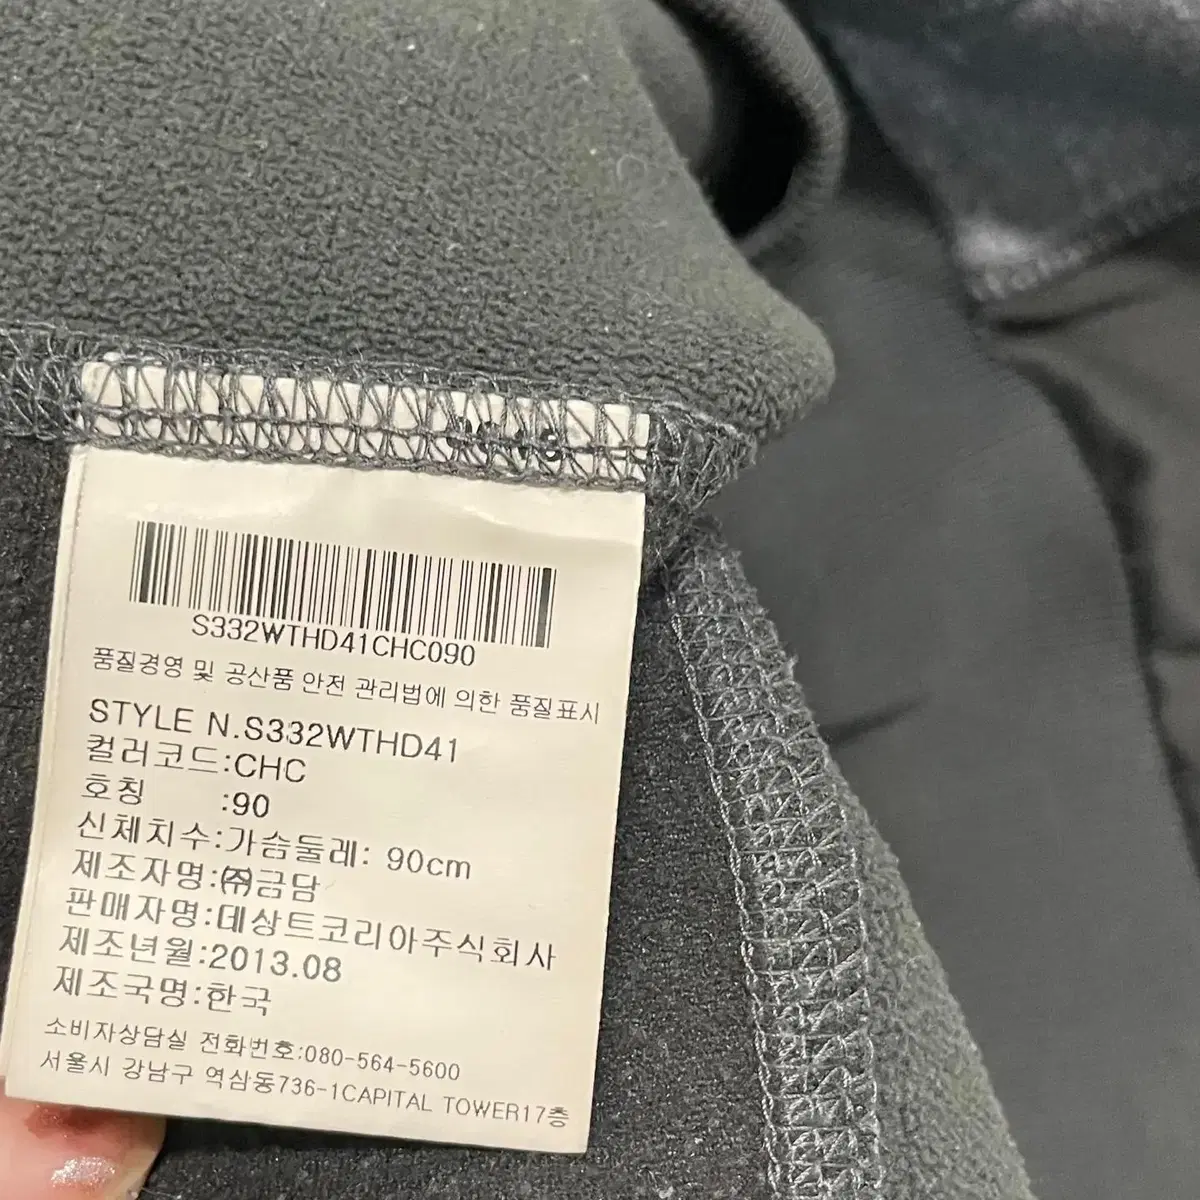 S332WTHD41CHC090
품질경영 및 공산품 안전 관리법에 의한 품질표시
STYLE N.S332WTHD41
컬러코드:CHC
호칭 :90
신체치수:가슴둘레: 90cm
제조자명:㈜금담
판매자명:데상트코리아주식회사
제조년월:2013.08
제조국명:한국
소비자상담실 전화번호:080-564-5600
서울시 강남구 역삼동736-1CAPITAL TOWER17층